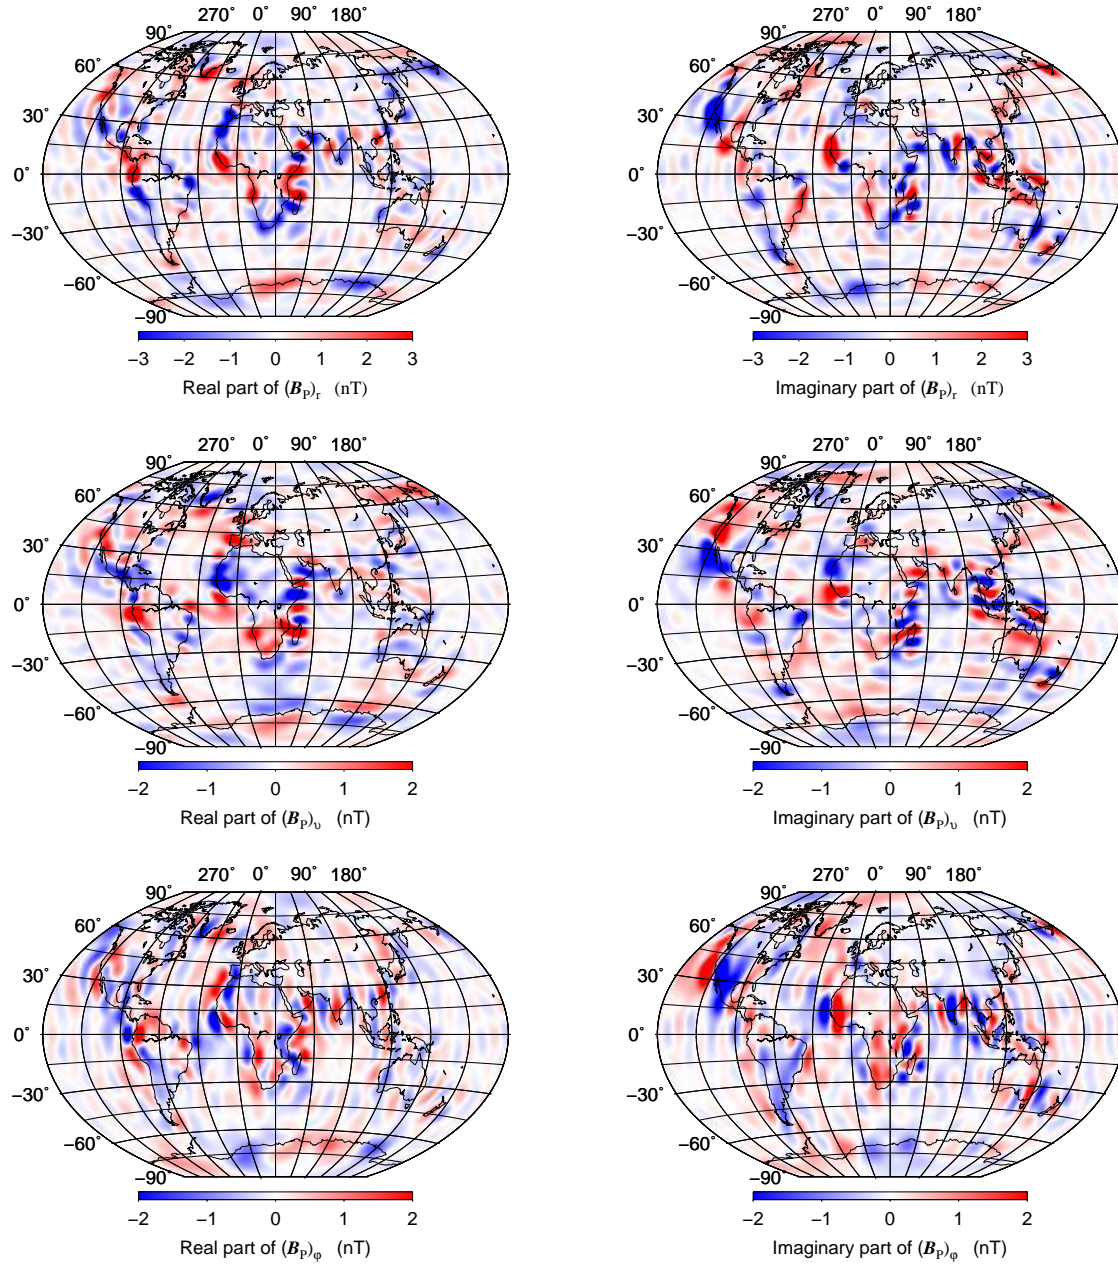 270° 0° 90° 180°
90°
60°
30°
0°
−30°
−60°
−90
−3 −2 −1 0 1 2 3
Real part of (B_P)_r (nT)
270° 0° 90° 180°
90°
60°
30°
0°
−30°
−60°
−90°
−3 −2 −1 0 1 2 3
Imaginary part of (B_P)_r (nT)
270° 0° 90° 180°
90°
60°
30°
0°
−30°
−60°
−90°
−2 −1 0 1 2
Real part of (B_P)_υ (nT)
270° 0° 90° 180°
90°
60°
30°
0°
−30°
−60°
−90°
−2 −1 0 1 2
Imaginary part of (B_P)_υ (nT)
270° 0° 90° 180°
90°
60°
30°
0°
−30°
−60°
−90°
−2 −1 0 1 2
Real part of (B_P)_φ (nT)
270° 0° 90° 180°
90°
60°
30°
0°
−30°
−60°
−90°
−2 −1 0 1 2
Imaginary part of (B_P)_φ (nT)